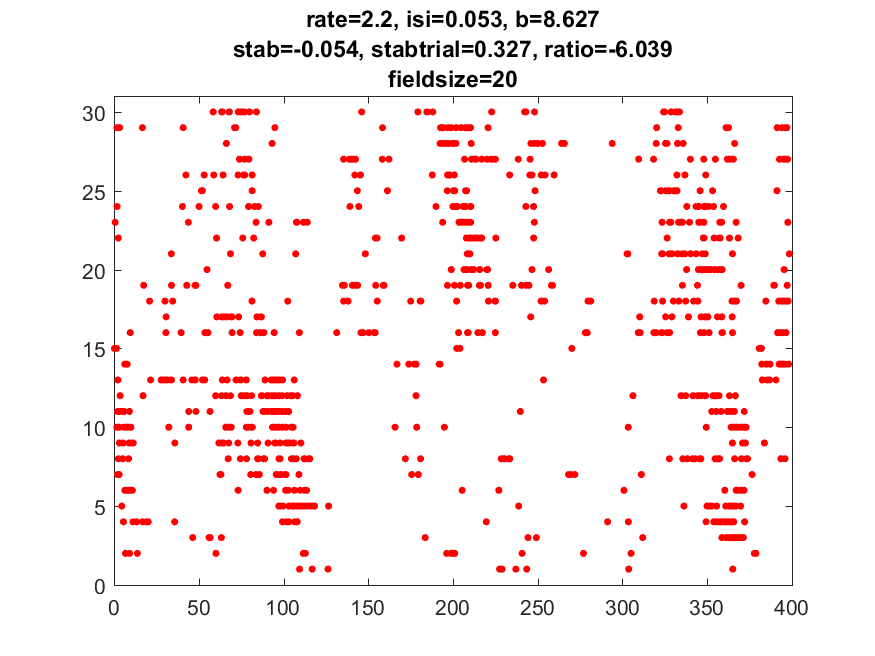 rate=2.2, isi=0.053, b=8.627
stab=-0.054, stabtrial=0.327, ratio=-6.039
fieldsize=20
30
25
20
15
10
5
0
0 50 100 150 200 250 300 350 400